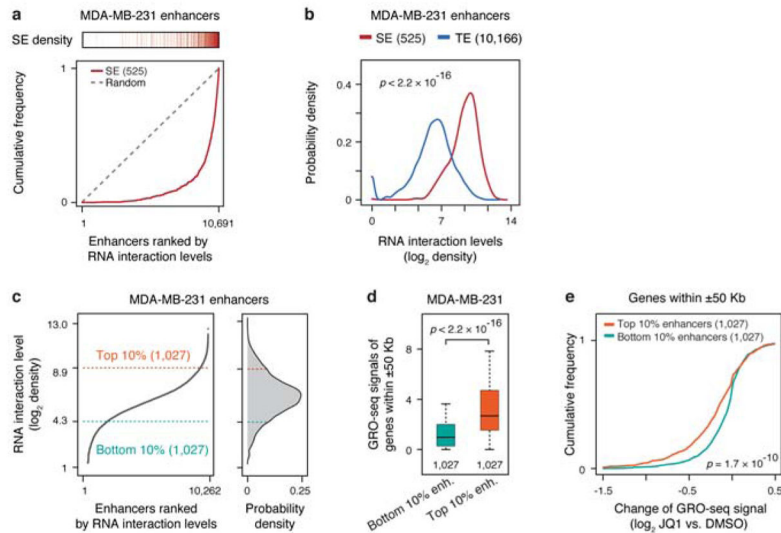 a
MDA-MB-231 enhancers
SE density
1
SE (525)
Random
Cumulative frequency
0
1
10,691
Enhancers ranked by
RNA interaction levels
b
MDA-MB-231 enhancers
SE (525) TE (10,166)
p < 2.2 × 10-16
0.4
0.2
0
Probability density
0 7 14
RNA interaction levels
(log2 density)
c
MDA-MB-231 enhancers
13.0
8.9
4.3
1
RNA interaction level
(log2 density)
Top 10% (1,027)
Bottom 10% (1,027)
1 10,262
Enhancers ranked
by RNA interaction levels
0 0.25
Probability
density
d
MDA-MB-231
p < 2.2 × 10-16
8
4
0
GRO-seq signals of
genes within ±50 Kb
1,027 1,027
Bottom 10% enh.
Top 10% enh.
e
Genes within ±50 Kb
1
Top 10% enhancers (1,027)
Bottom 10% enhancers (1,027)
Cumulative frequency
0
p = 1.7 × 10-10
-1.5 -1.0 -0.5 0.0 0.5
Change of GRO-seq signal
(log2 JQ1 vs. DMSO)